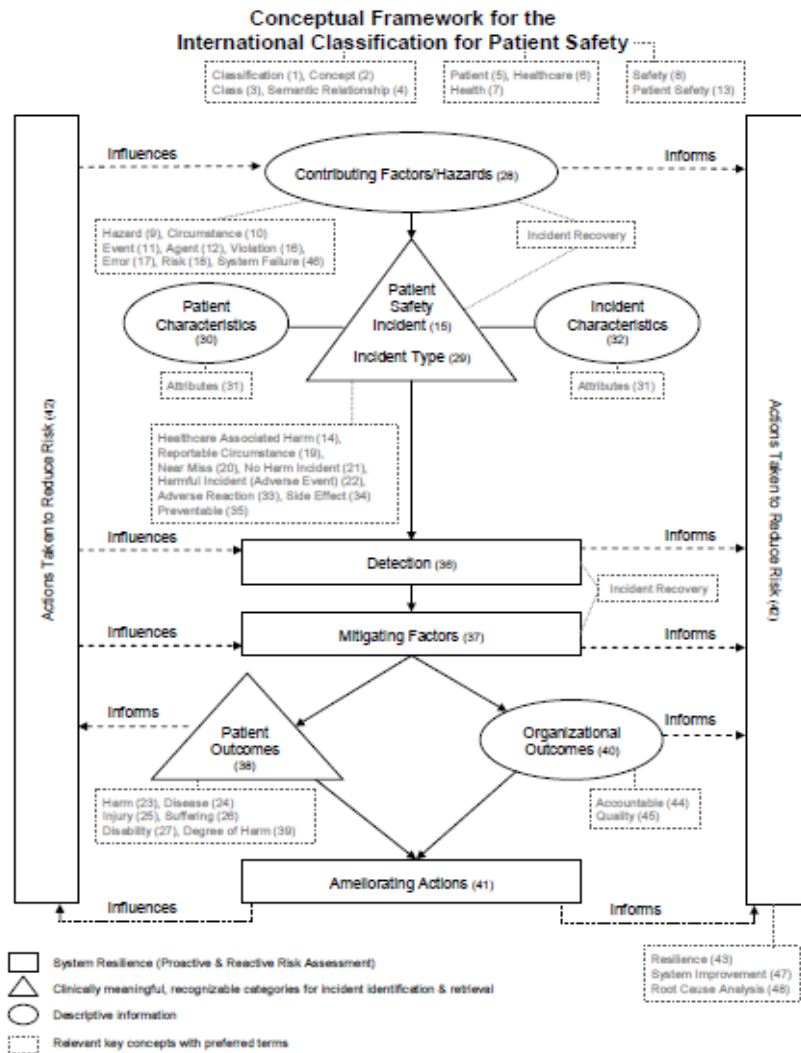 Conceptual Framework for the
International Classification for Patient Safety
Classification (1), Concept (2)
Class (3), Semantic Relationship (4)
Patient (5), Healthcare (6)
Health (7)
Safety (8)
Patient Safety (13)
Influences
Contributing Factors/Hazards (28)
Informs
Hazard (9), Circumstance (10)
Event (11), Agent (12), Violation (16),
Error (17), Risk (18), System Failure (46)
Incident Recovery
Patient
Characteristics
(30)
Patient
Safety
Incident (15)
Incident Type (29)
Incident
Characteristics
(32)
Attributes (31)
Attributes (31)
Actions Taken to Reduce Risk (42)
Actions Taken to Reduce Risk (42)
Healthcare Associated Harm (14),
Reportable Circumstance (19),
Near Miss (20), No Harm Incident (21),
Harmful Incident (Adverse Event) (22),
Adverse Reaction (33), Side Effect (34)
Preventable (35)
Influences
Detection (36)
Informs
Incident Recovery
Influences
Mitigating Factors (37)
Informs
Informs
Patient
Outcomes
(38)
Organizational
Outcomes (40)
Informs
Harm (23), Disease (24)
Injury (25), Suffering (26)
Disability (27), Degree of Harm (39)
Accountable (44)
Quality (45)
Ameliorating Actions (41)
Influences
Informs
Resilience (43)
System Improvement (47)
Root Cause Analysis (48)
System Resilience (Proactive & Reactive Risk Assessment)
Clinically meaningful, recognizable categories for incident identification & retrieval
Descriptive information
Relevant key concepts with preferred terms